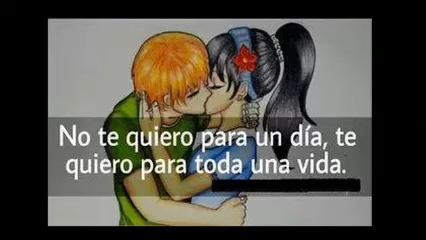 No te quiero para un día, te
quiero para toda una vida.